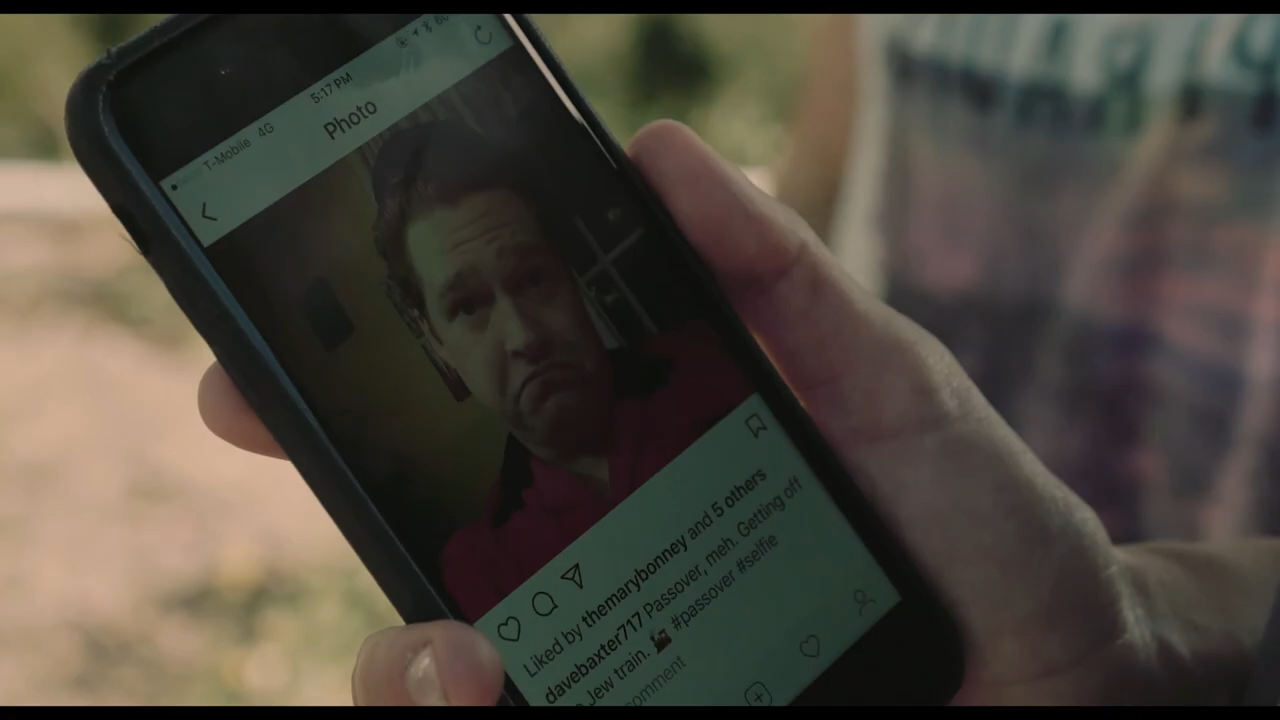 T-Mobile 4G 5:17 PM
Photo
Liked by themarybonney and 5 others
davebaxter717 Passover, meh. Getting off
Jew train. #passover #selfie
comment